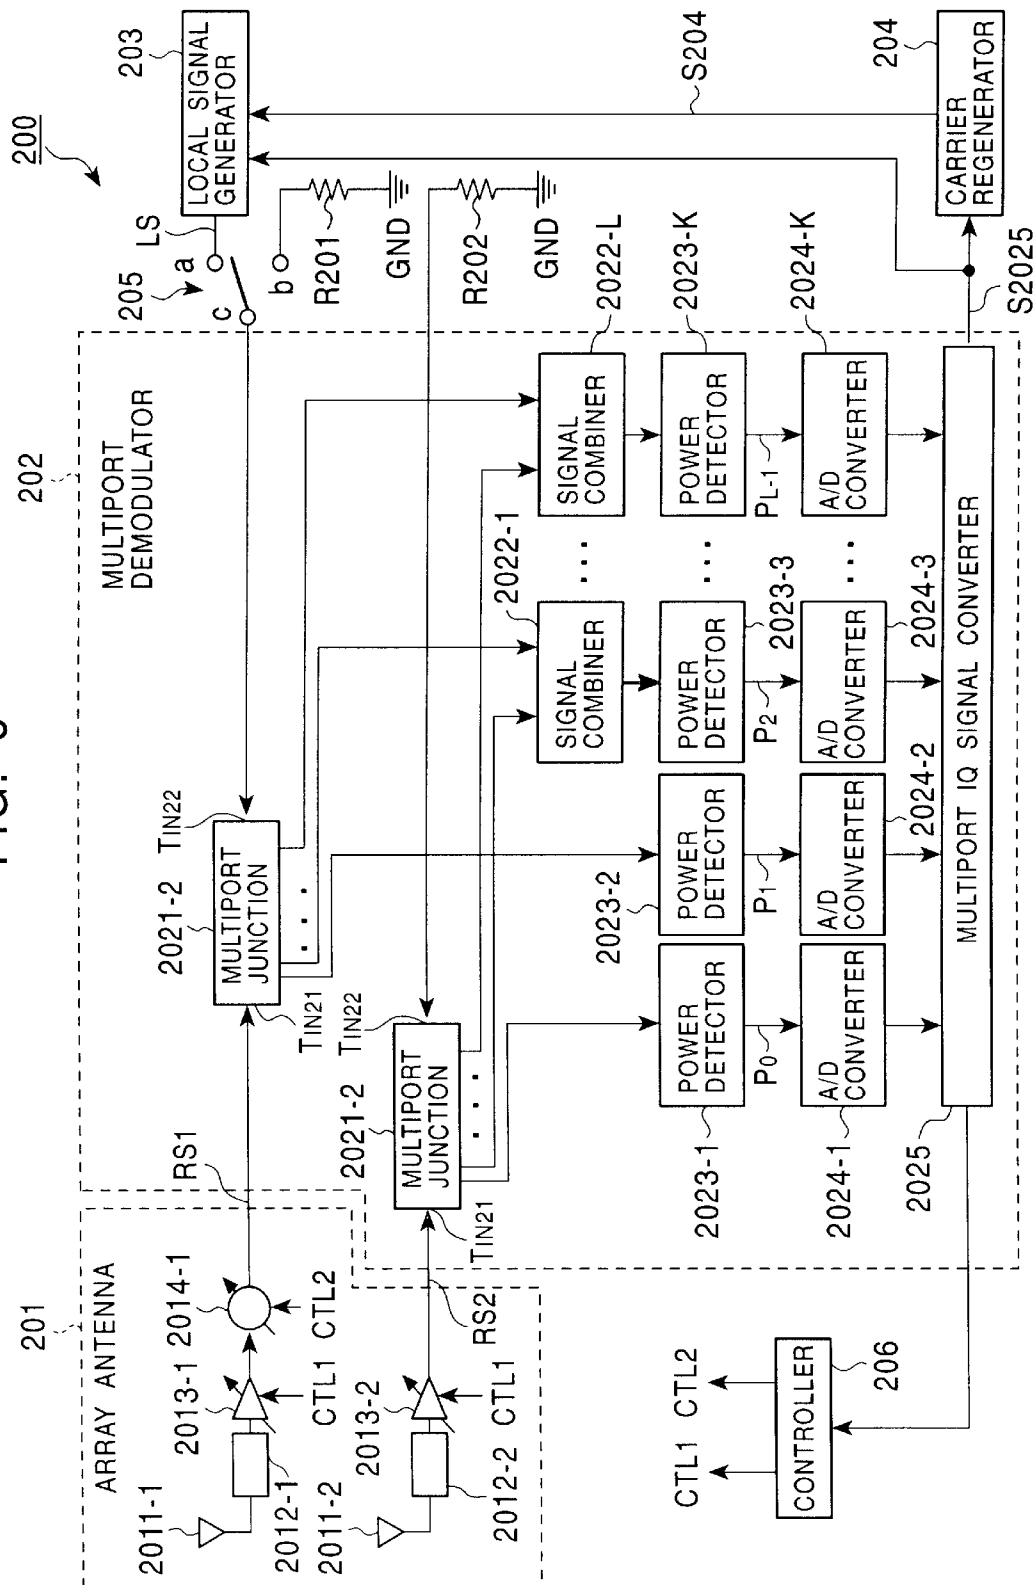 200
201
ARRAY ANTENNA
2011-1
2012-1
2013-1
CTL1
2014-1
CTL2
RS1
2011-2
2012-2
2013-2
CTL1
RS2
202
MULTIPORT
DEMODULATOR
2021-2
MULTIPORT
JUNCTION
TIN21
TIN22
2021-2
MULTIPORT
JUNCTION
TIN21
TIN22
205
a
b
c
LS
203
LOCAL SIGNAL
GENERATOR
R201
GND
R202
GND
S204
2022-1
SIGNAL
COMBINER
2022-L
SIGNAL
COMBINER
2023-1
POWER
DETECTOR
2023-2
POWER
DETECTOR
2023-3
POWER
DETECTOR
2023-K
POWER
DETECTOR
P0
P1
P2
PL-1
2024-1
A/D
CONVERTER
2024-2
A/D
CONVERTER
2024-3
A/D
CONVERTER
2024-K
A/D
CONVERTER
2025
MULTIPORT IQ SIGNAL CONVERTER
S2025
204
CARRIER
REGENERATOR
CTL1
CTL2
CONTROLLER
206